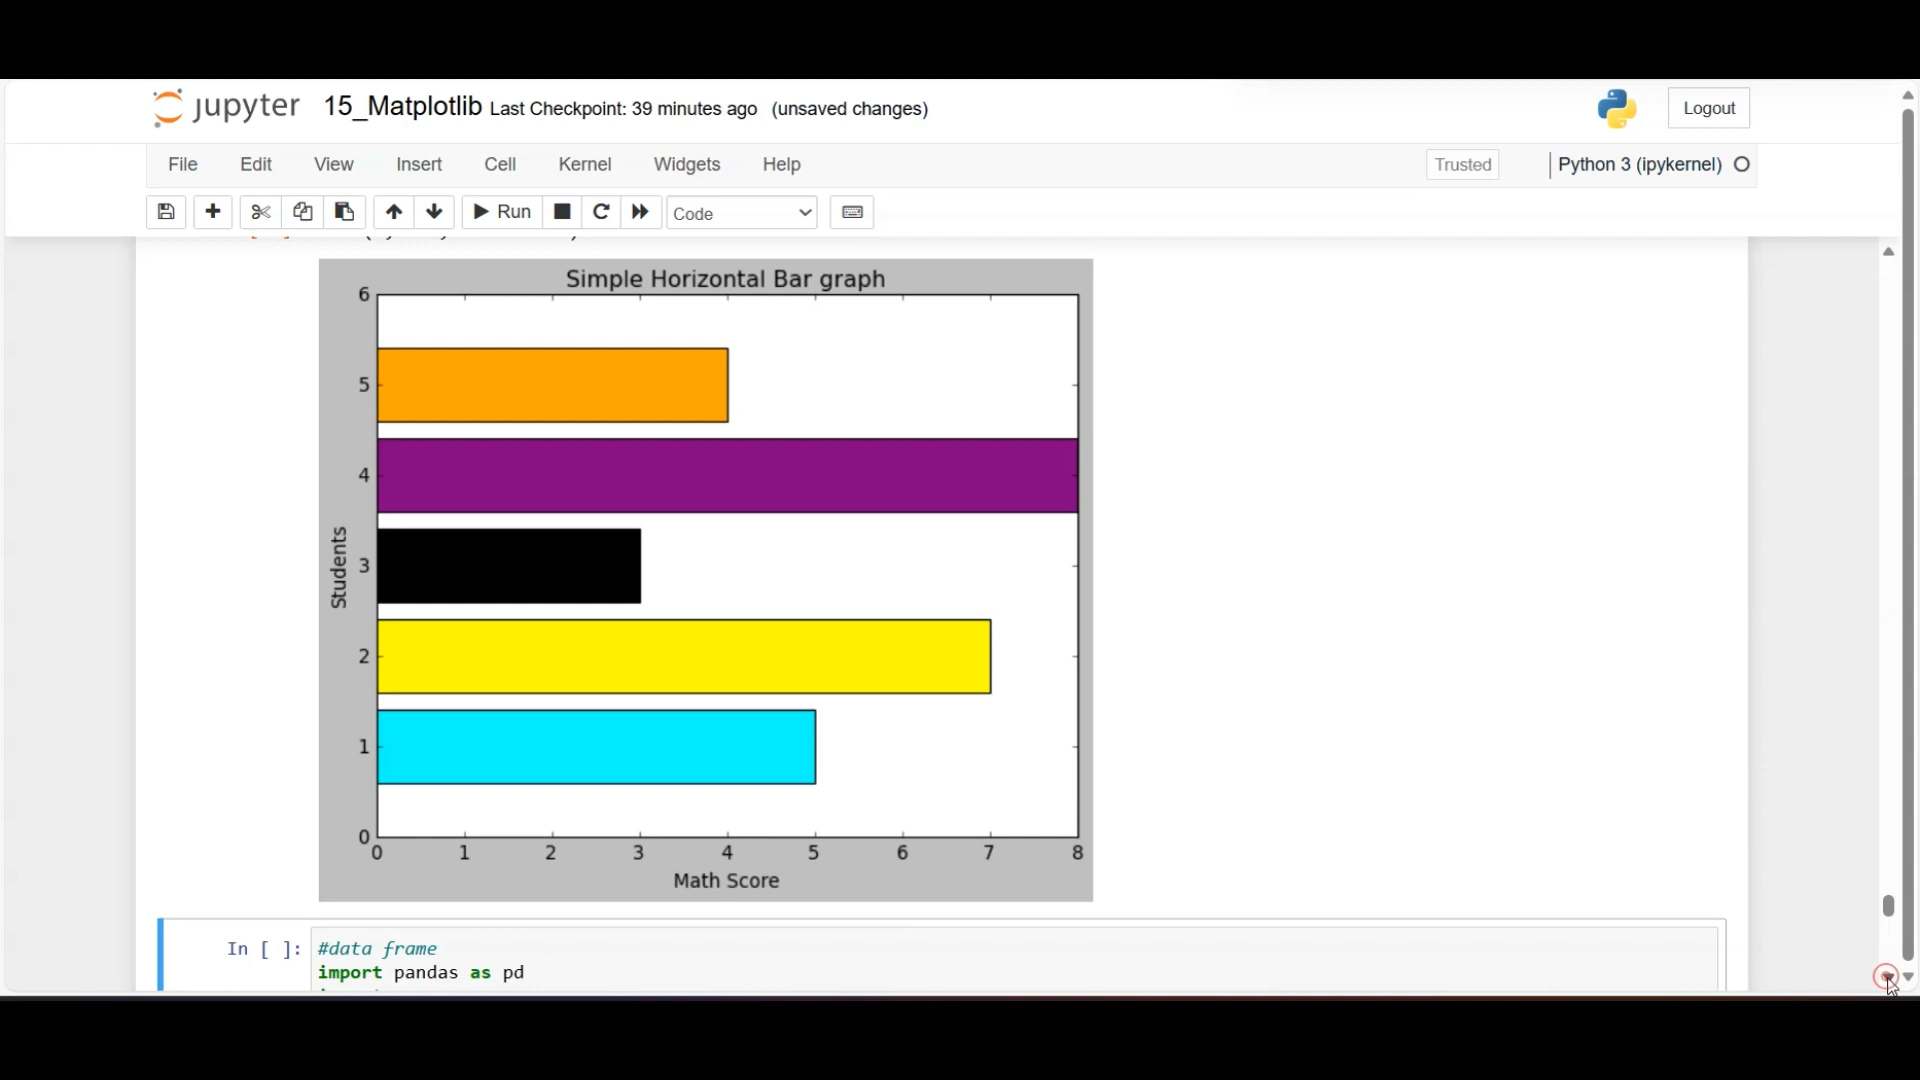 jupyter 15_Matplotlib Last Checkpoint: 39 minutes ago (unsaved changes)
Logout
File Edit View Insert Cell Kernel Widgets Help
Trusted
Python 3 (ipykernel)
Run
Code
Simple Horizontal Bar graph
6
5
4
3
2
1
0
Students
0 1 2 3 4 5 6 7 8
Math Score
In [ ]: #data frame
import pandas as pd